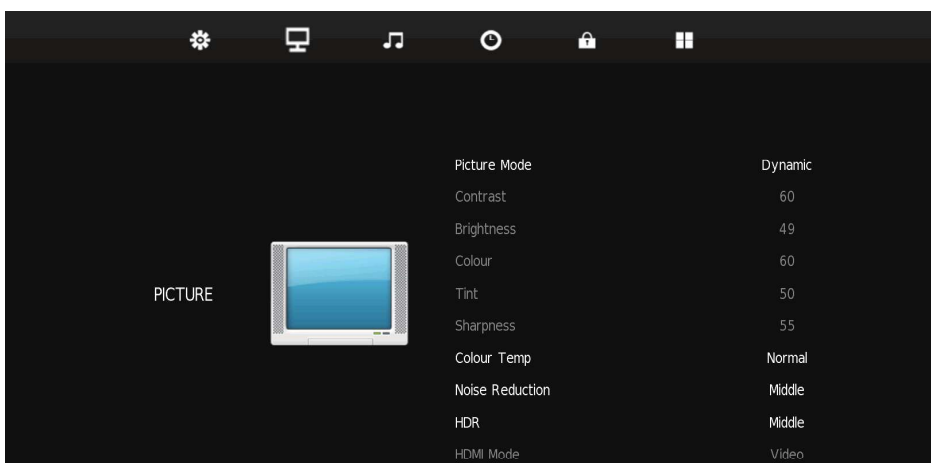 PICTURE
Picture Mode Dynamic
Contrast 60
Brightness 49
Colour 60
Tint 50
Sharpness 55
Colour Temp Normal
Noise Reduction Middle
HDR Middle
HDMI Mode Video